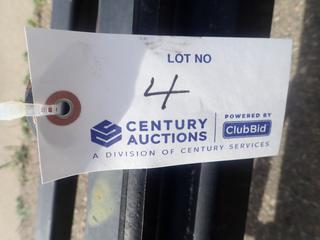 LOT NO
4
CENTURY
AUCTIONS
POWERED BY
ClubBid
A DIVISION OF CENTURY SERVICES